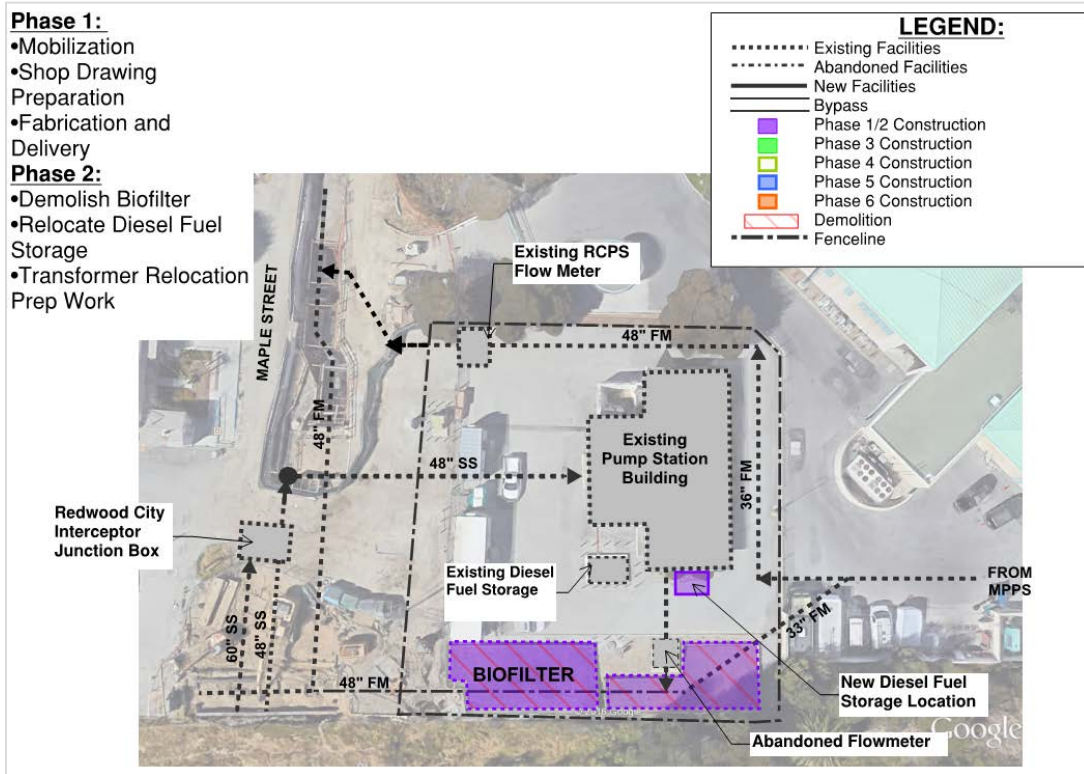 Phase 1:
•Mobilization
•Shop Drawing
Preparation
•Fabrication and
Delivery
Phase 2:
•Demolish Biofilter
•Relocate Diesel Fuel
Storage
•Transformer Relocation
Prep Work
LEGEND:
Existing Facilities
Abandoned Facilities
New Facilities
Bypass
Phase 1/2 Construction
Phase 3 Construction
Phase 4 Construction
Phase 5 Construction
Phase 6 Construction
Demolition
Fenceline
Existing RCPS
Flow Meter
MAPLE STREET
48" FM
48" FM
Existing
Pump Station
Building
48" SS
36" FM
Redwood City
Interceptor
Junction Box
Existing Diesel
Fuel Storage
FROM
MPPS
33" FM
60" SS
48" SS
48" FM
BIOFILTER
New Diesel Fuel
Storage Location
Abandoned Flowmeter
Google